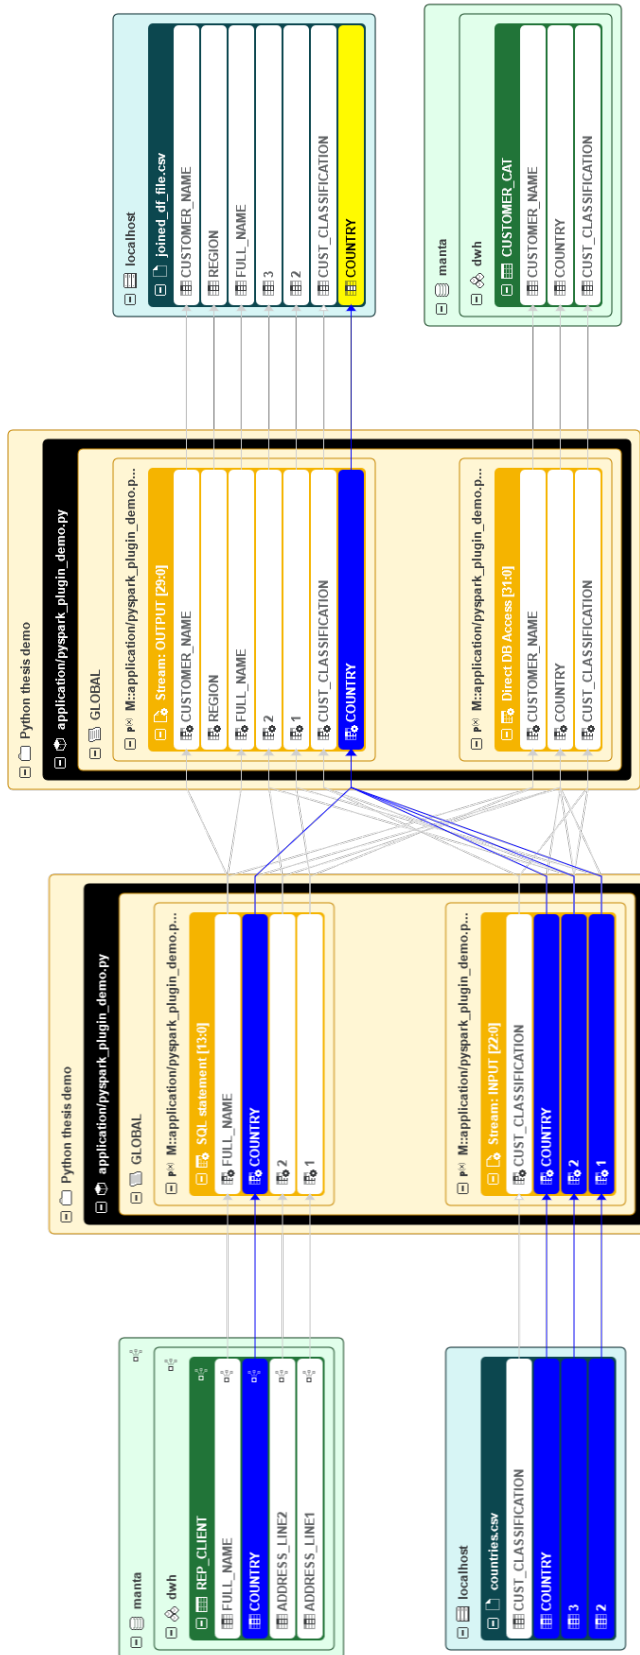 manta
dwh
REP_CLIENT
FULL_NAME
COUNTRY
ADDRESS_LINE2
ADDRESS_LINE1
localhost
countries.csv
CUST_CLASSIFICATION
COUNTRY
3
2
Python thesis demo
application/pyspark_plugin_demo.py
GLOBAL
M::application/pyspark_plugin_demo.p...
SQL statement [13:0]
FULL_NAME
COUNTRY
2
1
M::application/pyspark_plugin_demo.p...
Stream: INPUT [22:0]
CUST_CLASSIFICATION
COUNTRY
2
1
Python thesis demo
application/pyspark_plugin_demo.py
GLOBAL
M::application/pyspark_plugin_demo.p...
Stream: OUTPUT [29:0]
CUSTOMER_NAME
REGION
FULL_NAME
2
1
CUST_CLASSIFICATION
COUNTRY
M::application/pyspark_plugin_demo.p...
Direct DB Access [31:0]
CUSTOMER_NAME
COUNTRY
CUST_CLASSIFICATION
localhost
joined_df_file.csv
CUSTOMER_NAME
REGION
FULL_NAME
3
2
CUST_CLASSIFICATION
COUNTRY
manta
dwh
CUSTOMER_CAT
CUSTOMER_NAME
COUNTRY
CUST_CLASSIFICATION